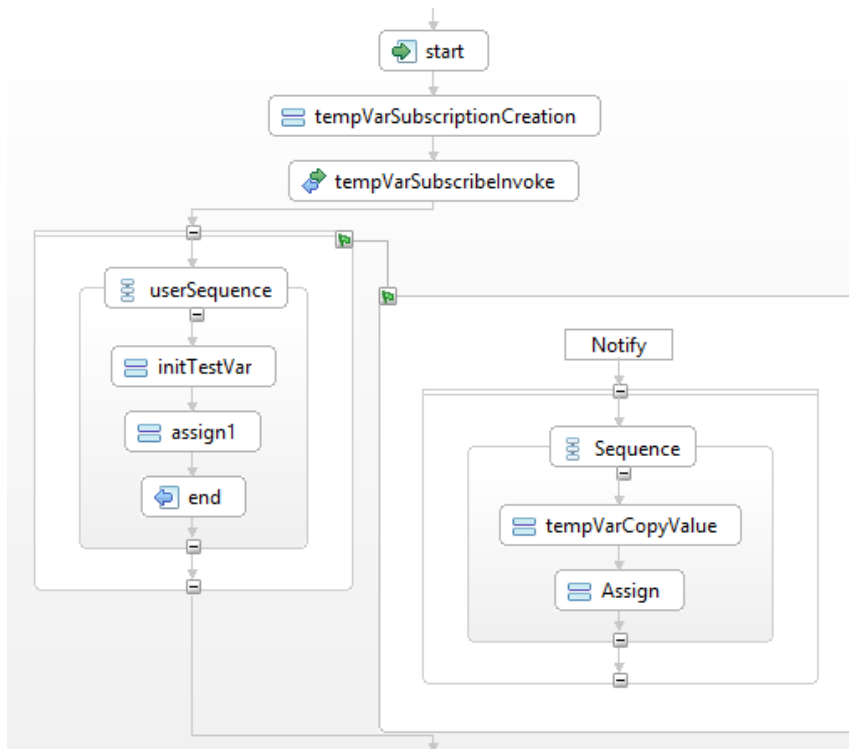 start
tempVarSubscriptionCreation
tempVarSubscribeInvoke
userSequence
initTestVar
assign1
end
Notify
Sequence
tempVarCopyValue
Assign